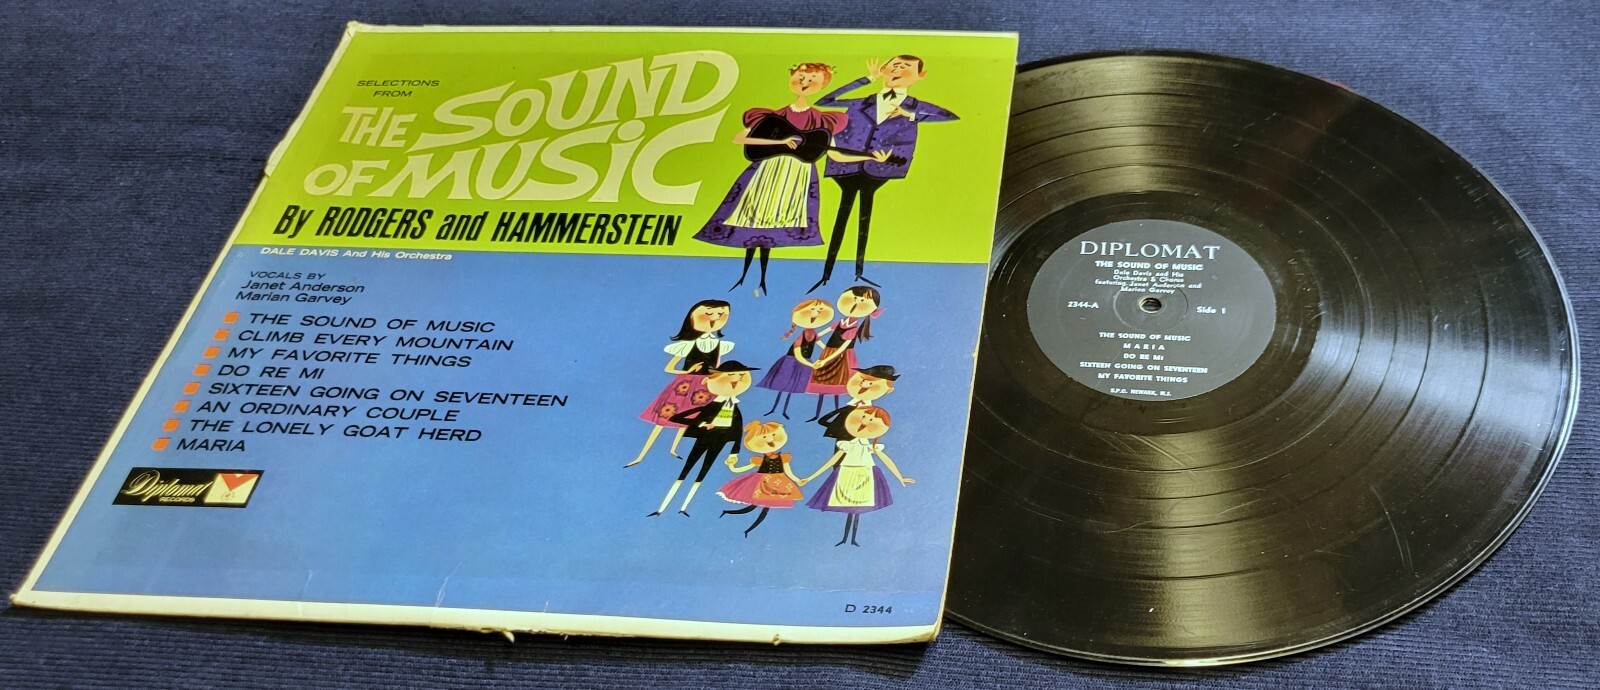 SELECTIONS
FROM
THE SOUND
OF MUSiC
By RODGERS and HAMMERSTEIN
DALE DAVIS And His Orchestra
VOCALS BY
Janet Anderson
Marian Garvey
THE SOUND OF MUSIC
CLIMB EVERY MOUNTAIN
MY FAVORITE THINGS
DO RE MI
SIXTEEN GOING ON SEVENTEEN
AN ORDINARY COUPLE
THE LONELY GOAT HERD
MARIA
Diplomat
RECORDS
D 2344
DIPLOMAT
THE SOUND OF MUSIC
Dale Davis and His
Orchestra & Chorus
featuring Janet Anderson and
Marian Garvey
2344-A
Side 1
THE SOUND OF MUSIC
MARIA
DO RE MI
SIXTEEN GOING ON SEVENTEEN
MY FAVORITE THINGS
S.P.C. NEWARK, N.J.